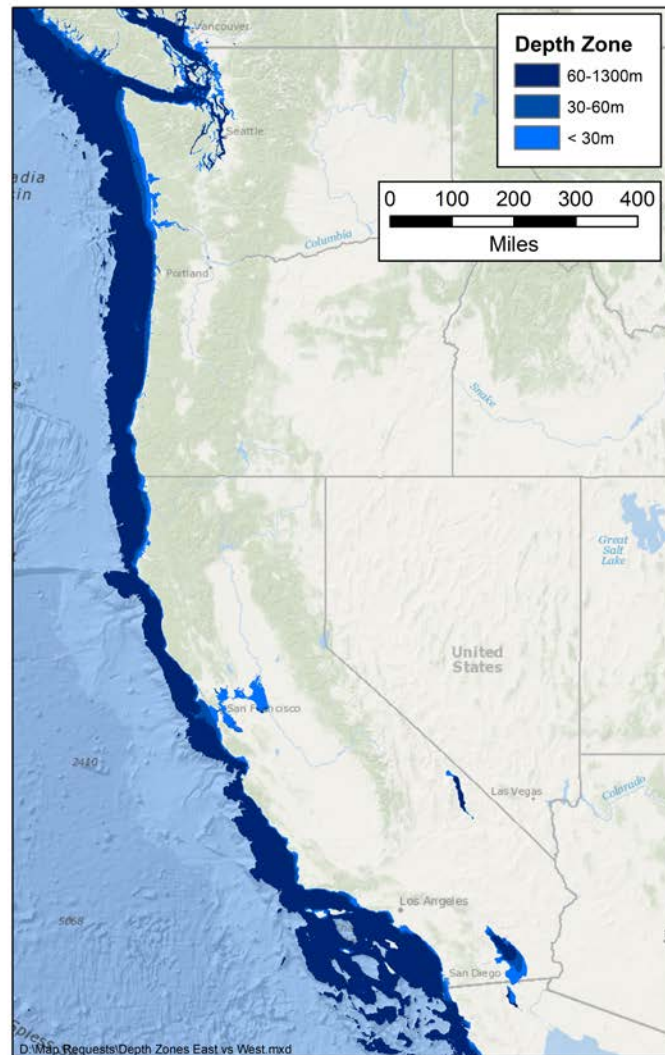 Vancouver
Depth Zone
60-1300m
30-60m
< 30m
Seattle
adia
sin
0 100 200 300 400
Miles
Columbia
Portland
Snake
Great
Salt
Lake
United
States
San Francisco
2410
Las Vegas
Colorado
Los Angeles
5068
San Diego
D:\Map Requests\Depth Zones East vs West.mxd